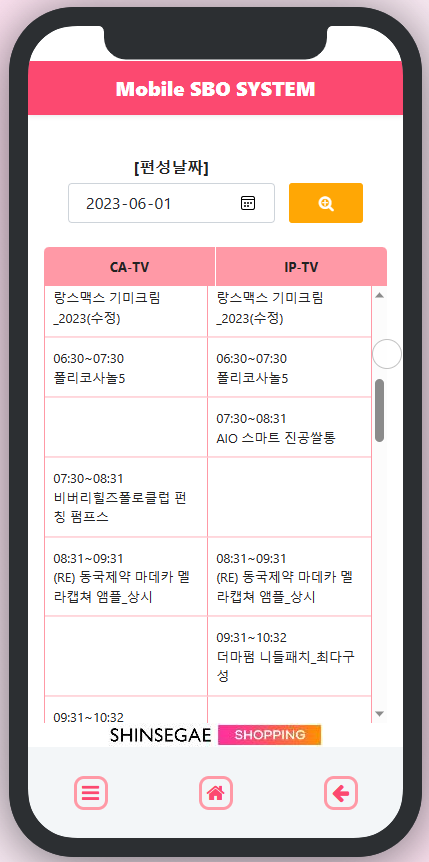 Mobile SBO SYSTEM
[편성날짜]
2023-06-01
CA-TV IP-TV
랑스맥스 기미크림 랑스맥스 기미크림
_2023(수정) _2023(수정)
06:30~07:30 06:30~07:30
폴리코사놀5 폴리코사놀5
07:30~08:31
AIO 스마트 진공쌀통
07:30~08:31
비버리힐즈폴로클럽 펀
칭 펌프스
08:31~09:31 08:31~09:31
(RE) 동국제약 마데카 멜 (RE) 동국제약 마데카 멜
라캡쳐 앰플_상시 라캡쳐 앰플_상시
09:31~10:32
더마펌 니들패치_최다구
성
09:31~10:32
SHINSEGAE SHOPPING